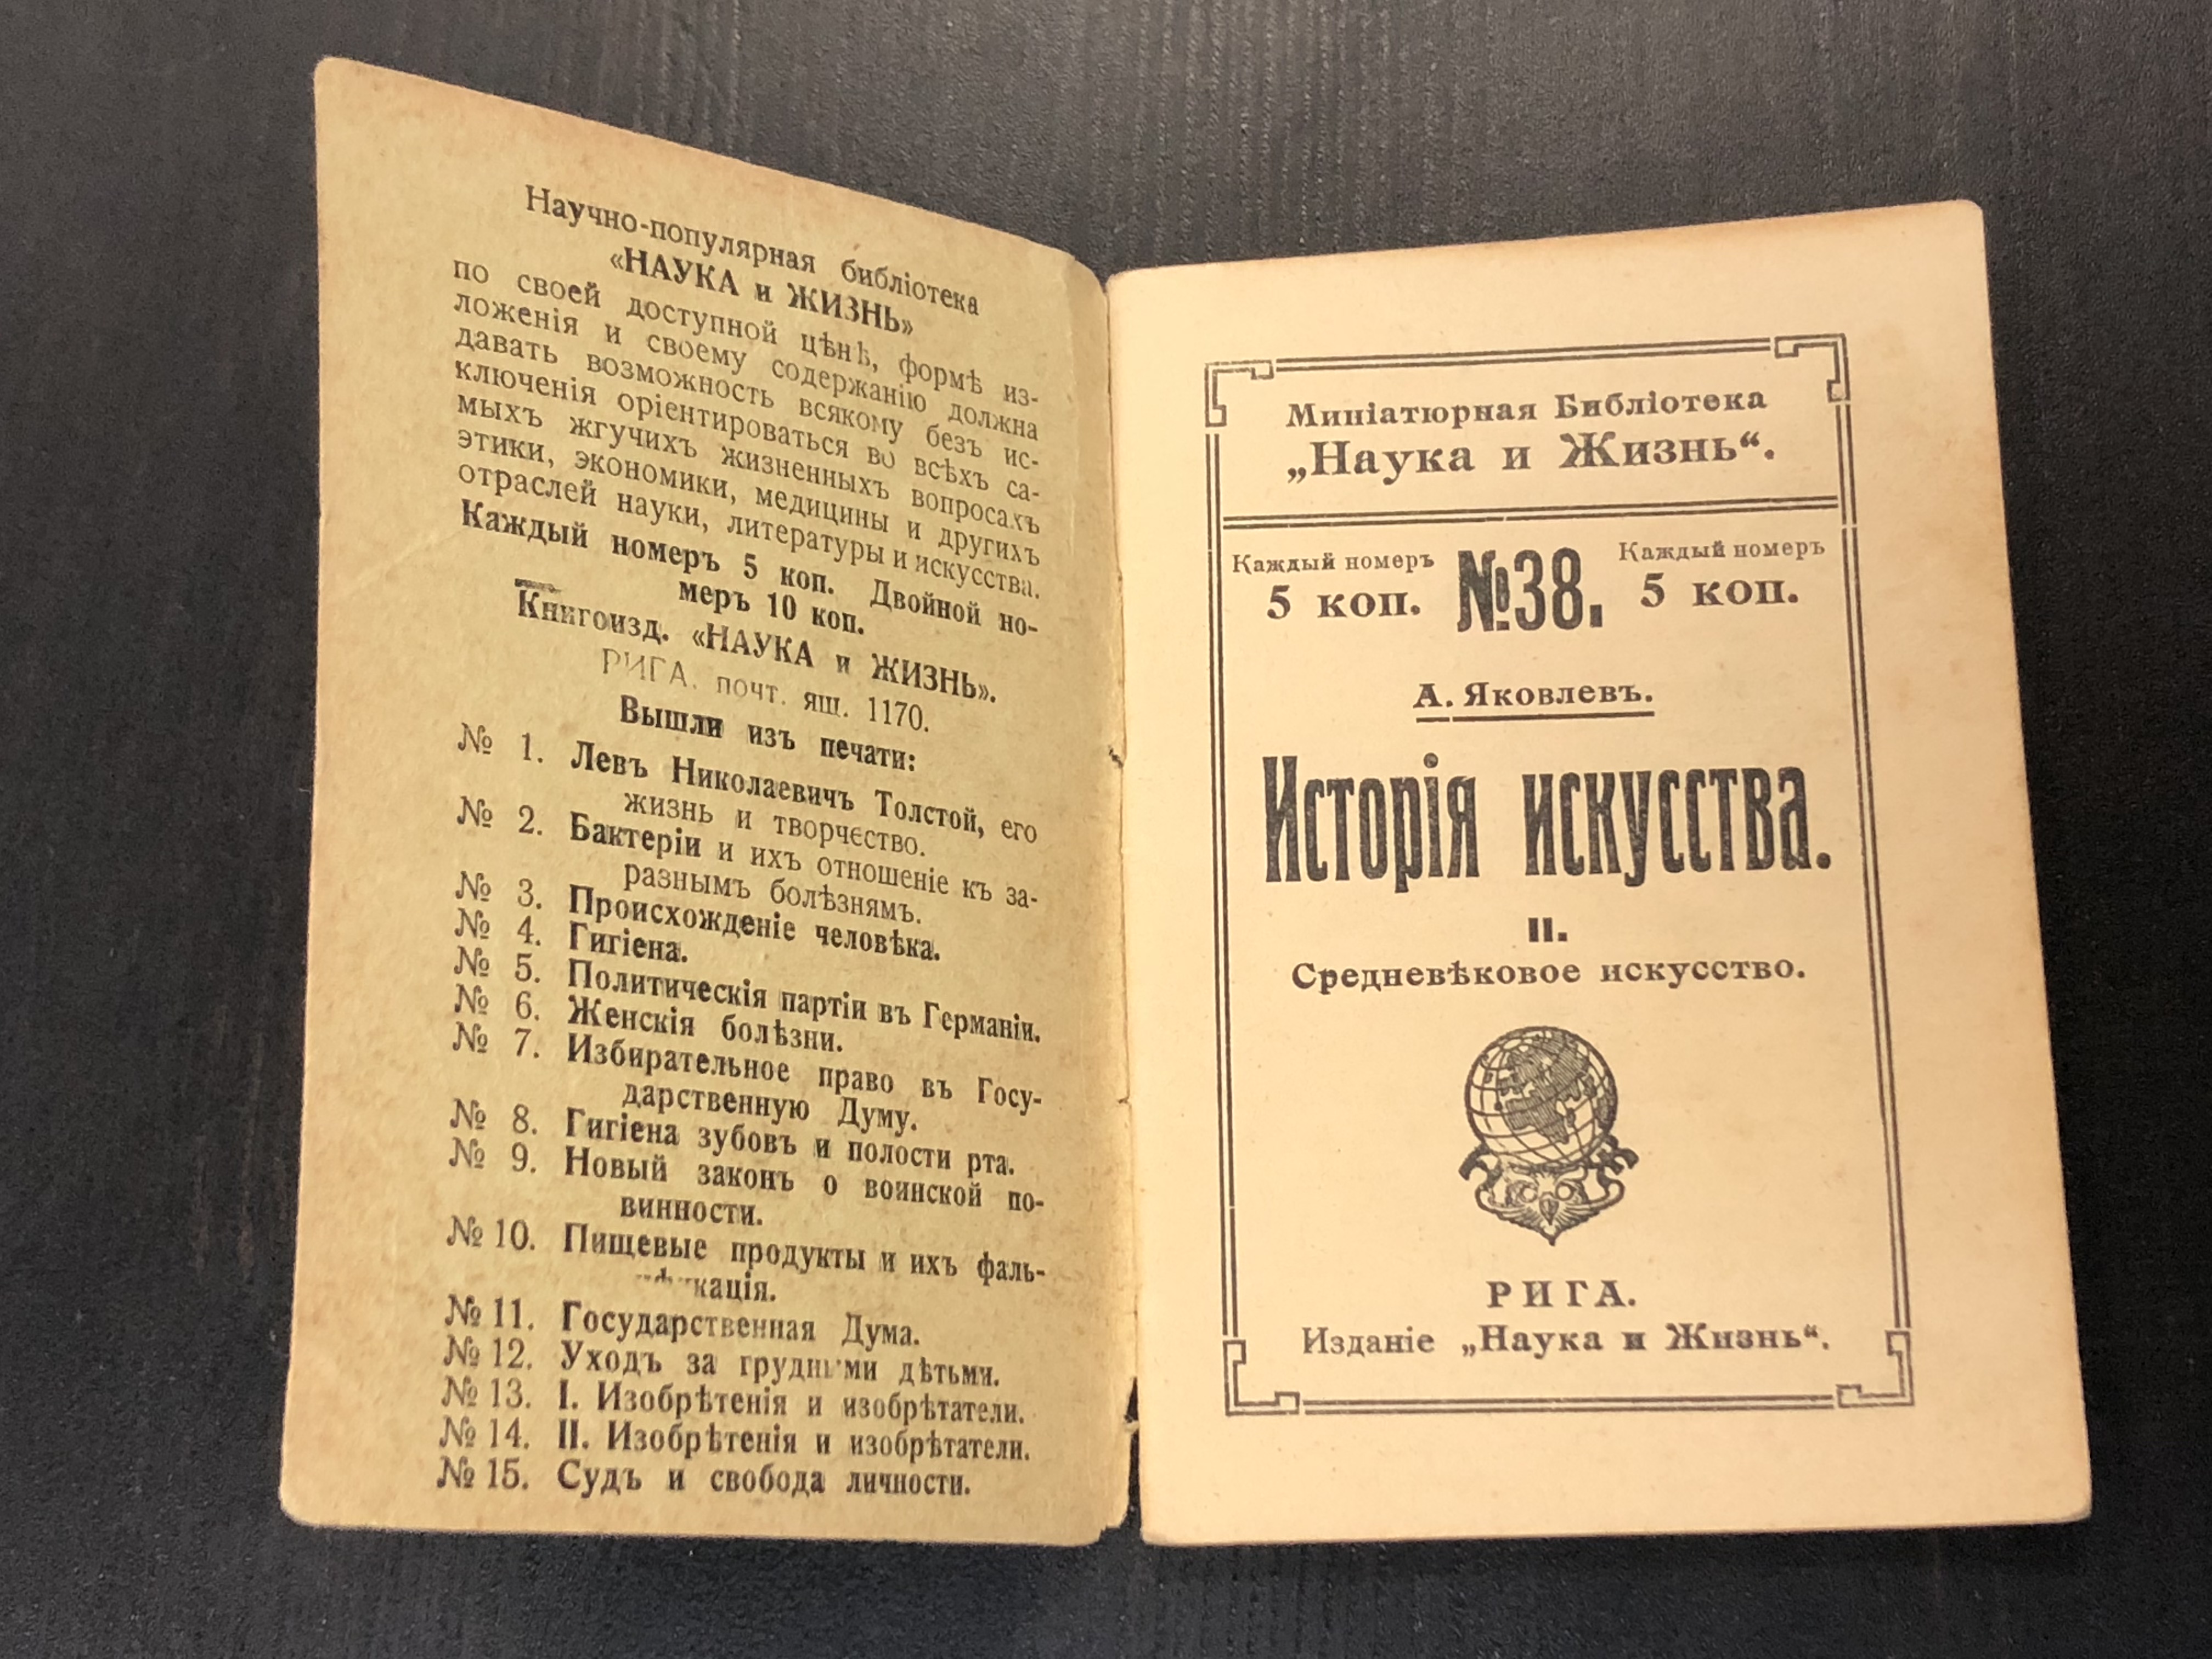 Научно-популярная библіотека
«НАУКА и ЖИЗНЬ»
по своей доступной цѣнѣ, формѣ из-
ложенія и своему содержанію должна
давать возможность всякому безъ ис-
ключенія оріентироваться во всѣхъ са-
мыхъ жгучихъ жизненныхъ вопросахъ
этики, экономики, медицины и другихъ
отраслей науки, литературы и искусства.
Каждый номеръ 5 коп. Двойной но-
меръ 10 коп.
Книгоизд. «НАУКА и ЖИЗНЬ».
РИГА. почт. ящ. 1170.
Вышли изъ печати:
№ 1. Левъ Николаевичъ Толстой, его
жизнь и творчество.
№ 2. Бактеріи и ихъ отношеніе къ за-
разнымъ болѣзнямъ.
№ 3. Происхожденіе человѣка.
№ 4. Гигіена.
№ 5. Политическія партіи въ Германіи.
№ 6. Женскія болѣзни.
№ 7. Избирательное право въ Госу-
дарственную Думу.
№ 8. Гигіена зубовъ и полости рта.
№ 9. Новый законъ о воинской по-
винности.
№ 10. Пищевые продукты и ихъ фаль-
№ 11. Государственная Дума.
№ 12. Уходъ за грудными дѣтьми.
№ 13. I. Изобрѣтенія и изобрѣтатели.
№ 14. II. Изобрѣтенія и изобрѣтатели.
№ 15. Судъ и свобода личности.
Миніатюрная Библіотека
„Наука и Жизнь“.
Каждый номеръ
5 коп.
№38.
Каждый номеръ
5 коп.
А. Яковлевъ.
Исторія искусства.
II.
Средневѣковое искусство.
РИГА.
Изданіе „Наука и Жизнь“.